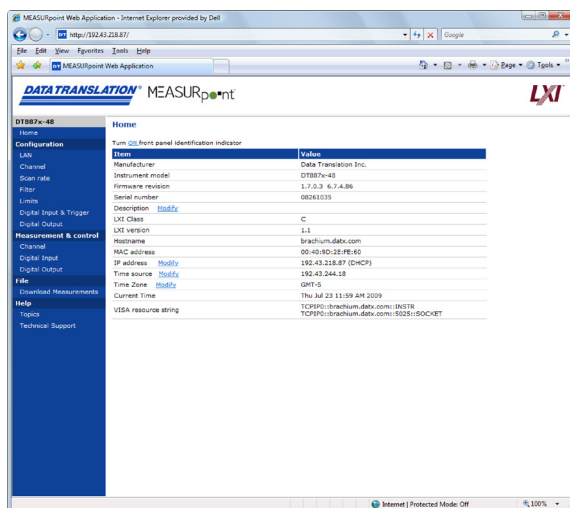 MEASURpoint Web Application - Internet Explorer provided by Dell
http://192.43.218.87/
Google
File Edit View Favorites Tools Help
MEASURpoint Web Application
Page Tools
DATA TRANSLATION® MEASURpoint
LXI
DT887x-48
Home
Configuration
LAN
Channel
Scan rate
Filter
Limits
Digital Input & Trigger
Digital Output
Measurement & control
Channel
Digital Input
Digital Output
File
Download Measurements
Help
Topics
Technical Support
Home
Turn On front panel identification indicator
Item Value
Manufacturer Data Translation Inc.
Instrument model DT887x-48
Firmware revision 1.7.0.3 6.7.4.86
Serial number 08261035
Description Modify
LXI Class C
LXI version 1.1
Hostname brachium.datx.com
MAC address 00:40:9D:2E:FE:60
IP address Modify 192.43.218.87 (DHCP)
Time source Modify 192.43.244.18
Time Zone Modify GMT-5
Current Time Thu Jul 23 11:59 AM 2009
VISA resource string TCPIP0::brachium.datx.com::INSTR
TCPIP0::brachium.datx.com::5025::SOCKET
Internet | Protected Mode: Off 100%